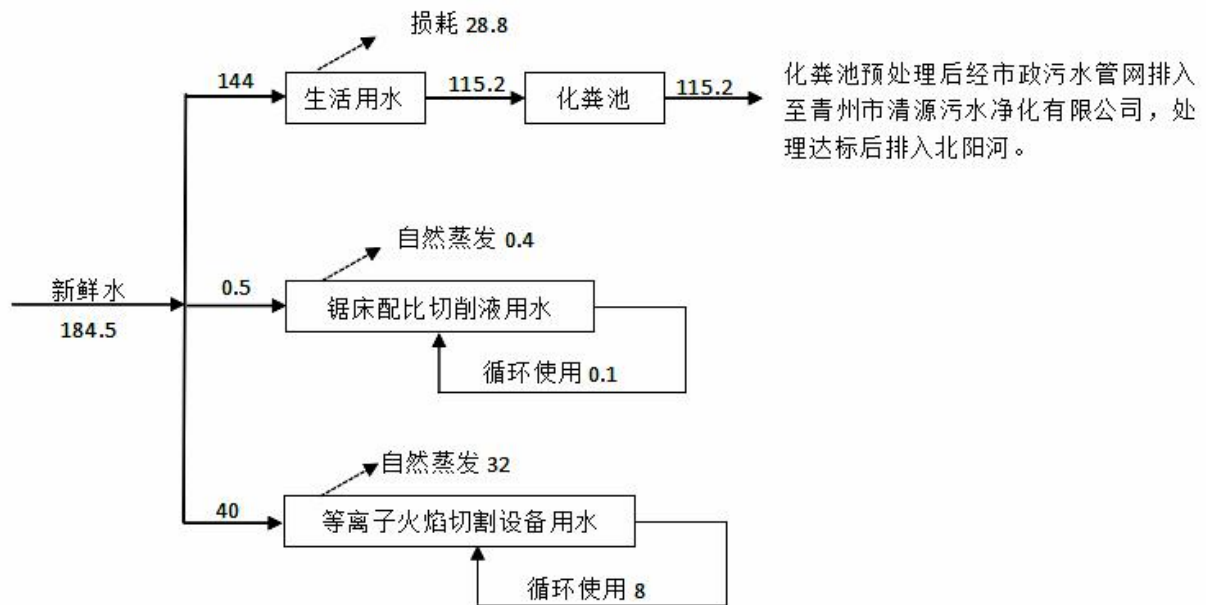 损耗 28.8
144
生活用水
115.2
化粪池
115.2
化粪池预处理后经市政污水管网排入
至青州市清源污水净化有限公司，处
理达标后排入北阳河。
自然蒸发 0.4
新鲜水
184.5
0.5
锯床配比切削液用水
循环使用 0.1
自然蒸发 32
40
等离子火焰切割设备用水
循环使用 8